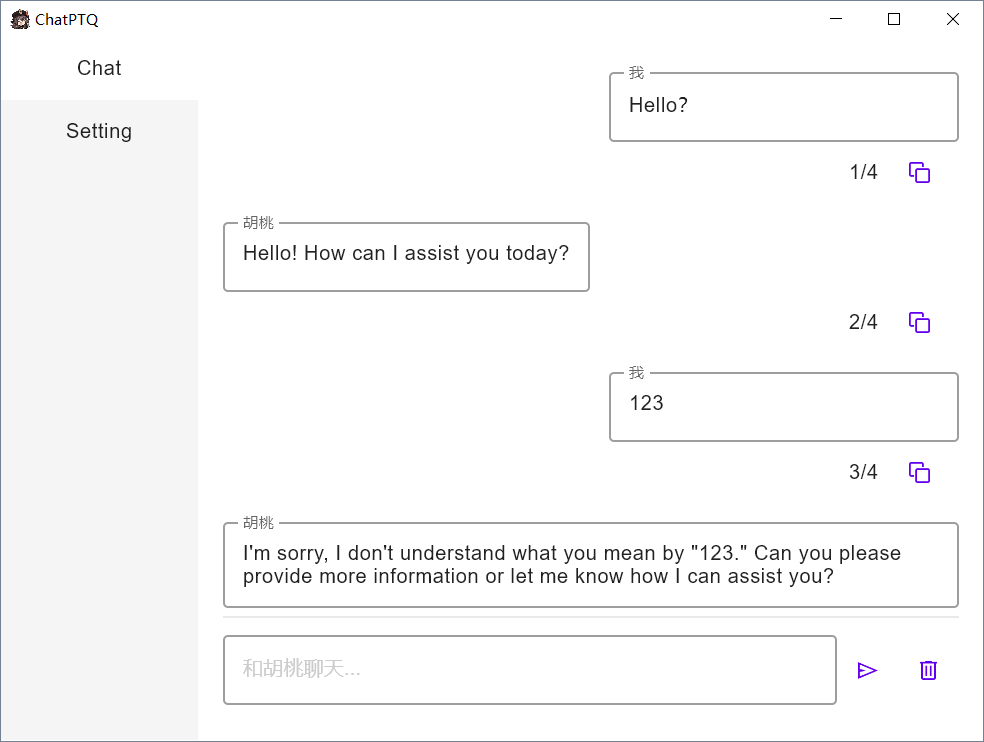 ChatPTQ
Chat
Setting
我
Hello?
1/4
胡桃
Hello! How can I assist you today?
2/4
我
123
3/4
胡桃
I'm sorry, I don't understand what you mean by "123." Can you please
provide more information or let me know how I can assist you?
和胡桃聊天...